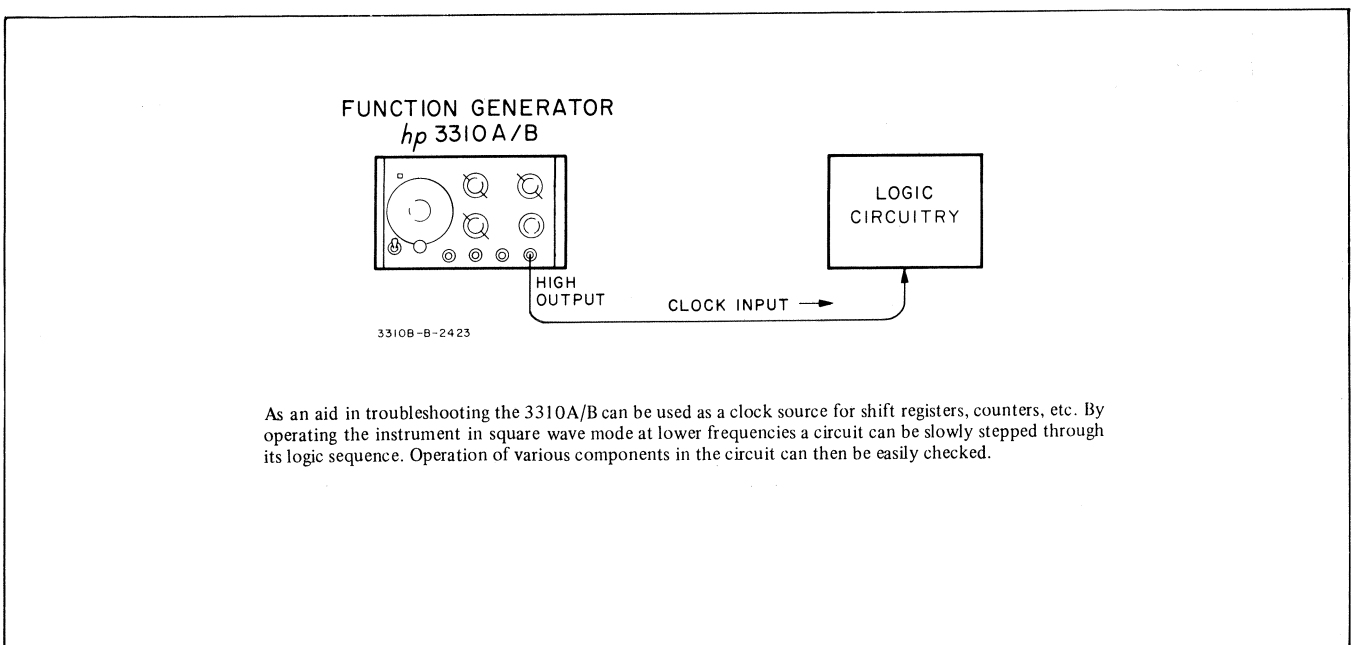 FUNCTION GENERATOR
hp 3310A/B
LOGIC
CIRCUITRY
HIGH
OUTPUT
CLOCK INPUT
3310B-B-2423
As an aid in troubleshooting the 3310A/B can be used as a clock source for shift registers, counters, etc. By
operating the instrument in square wave mode at lower frequencies a circuit can be slowly stepped through
its logic sequence. Operation of various components in the circuit can then be easily checked.